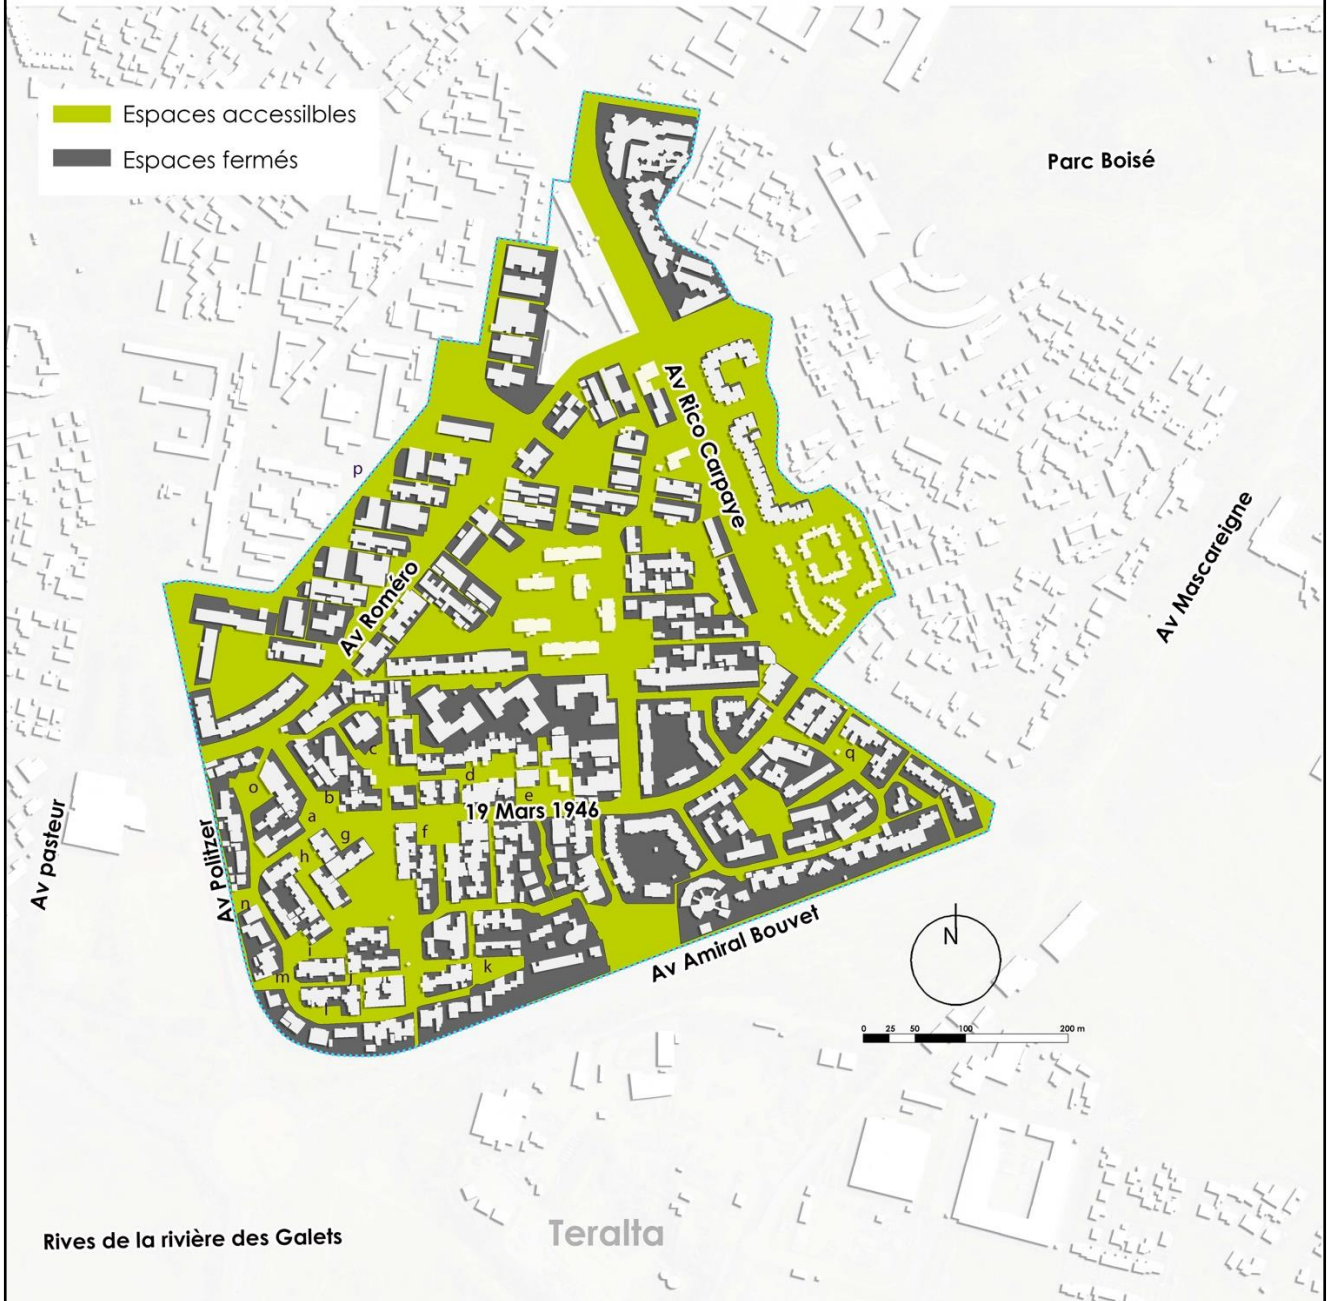 Espaces accessilbles
Espaces fermés
Parc Boisé
Av Rico Carpaye
p
Av Mascareigne
Av Roméro
c
q
d
o
b
e
19 Mars 1946
a
g
f
h
Av pasteur
Av Politzer
n
i
k
m
j
l
Av Amiral Bouvet
N
0 25 50 100 200 m
Rives de la rivière des Galets
Teralta